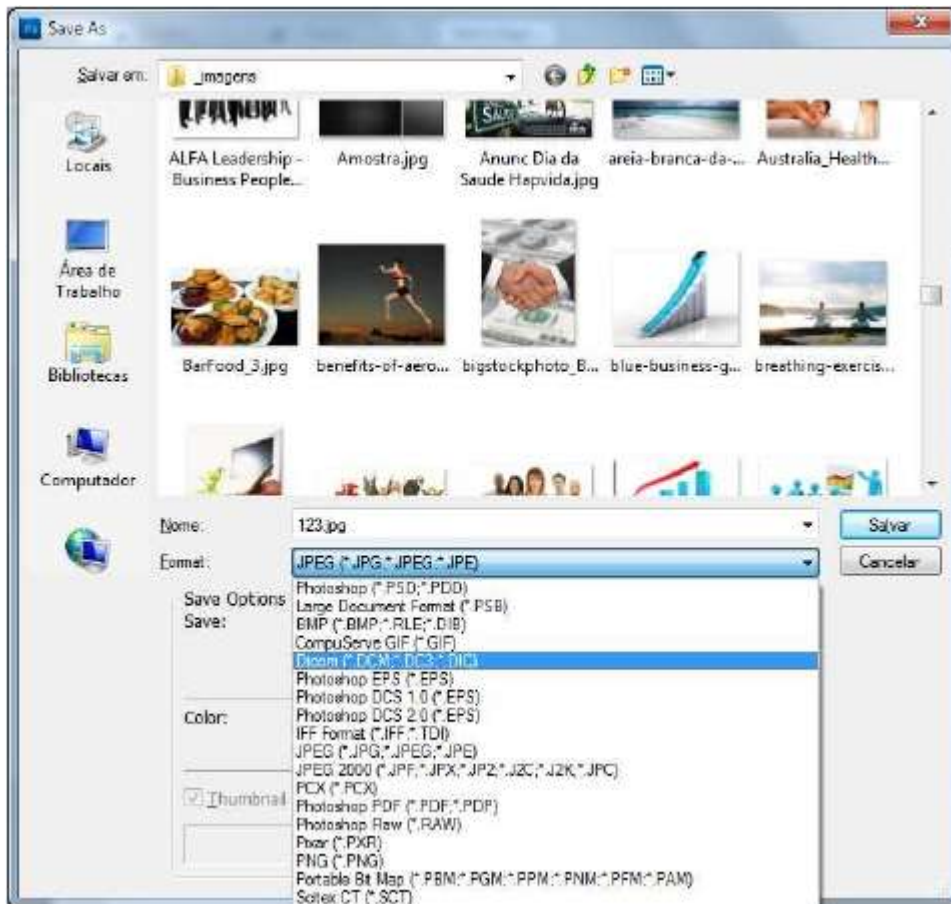 Save As
Salvar em:
_imagens
Locais
Área de
Trabalho
Bibliotecas
Computador
ALFA Leadership -
Business People...
Amostra.jpg
Anunc Dia da
Saude Hapvida.jpg
areia-branca-da-...
Australia_Health...
BarFood_3.jpg
benefits-of-aero...
bigstockphoto_B...
blue-business-g...
breathing-exercis...
Nome:
123.jpg
Salvar
Format:
JPEG (*.JPG;*.JPEG;*.JPE)
Cancelar
Save Options
Save:
Color:
Thumbnail
Photoshop (*.PSD;*.PDD)
Large Document Format (*.PSB)
BMP (*.BMP;*.RLE;*.DIB)
CompuServe GIF (*.GIF)
Dicom (*.DCM;*.DC3;*.DIC)
Photoshop EPS (*.EPS)
Photoshop DCS 1.0 (*.EPS)
Photoshop DCS 2.0 (*.EPS)
IFF Format (*.IFF;*.TDI)
JPEG (*.JPG;*.JPEG;*.JPE)
JPEG 2000 (*.JPF;*.JPX;*.JP2;*.J2C;*.J2K;*.JPC)
PCX (*.PCX)
Photoshop PDF (*.PDF;*.PDP)
Photoshop Raw (*.RAW)
Pixar (*.PXR)
PNG (*.PNG)
Portable Bit Map (*.PBM;*.PGM;*.PPM;*.PNM;*.PFM;*.PAM)
Scitex CT (*.SCT)